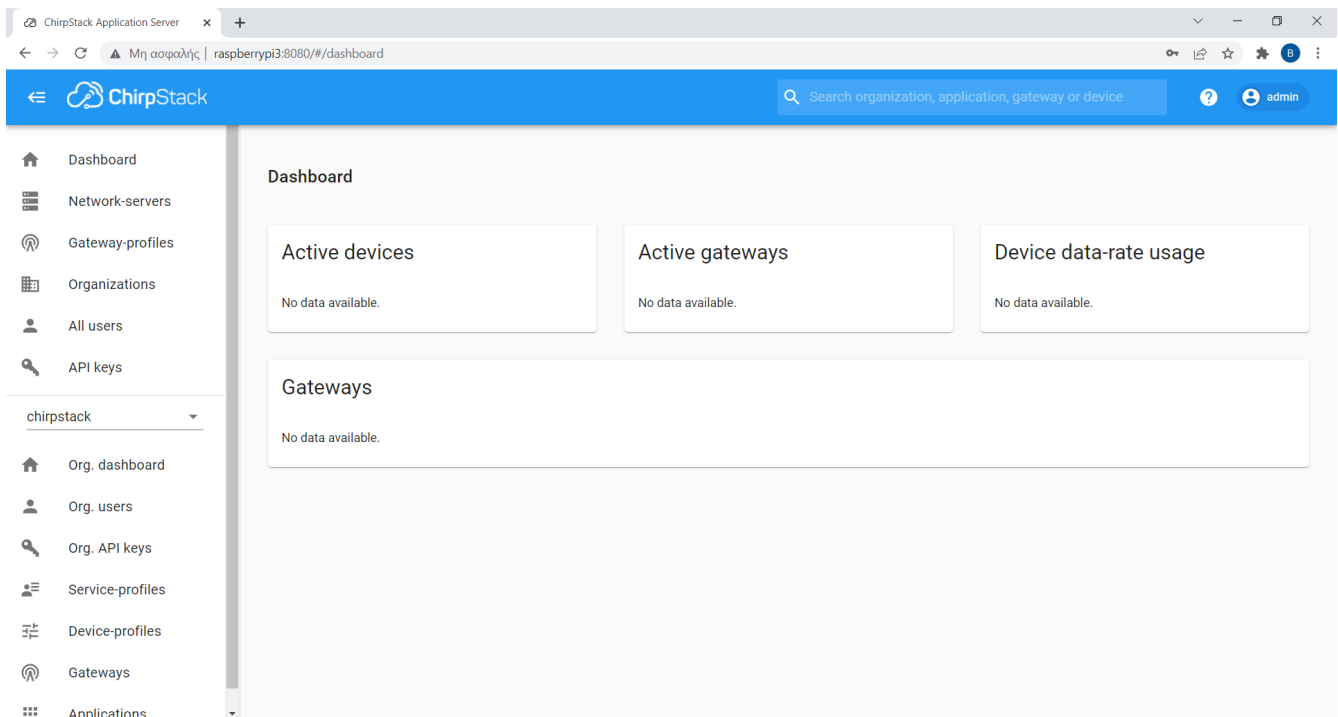 ChirpStack Application Server
Μη ασφαλής | raspberrypi3:8080/#/dashboard
B
ChirpStack
Search organization, application, gateway or device
?
admin
Dashboard
Network-servers
Gateway-profiles
Organizations
All users
API keys
chirpstack
Org. dashboard
Org. users
Org. API keys
Service-profiles
Device-profiles
Gateways
Applications
Dashboard
Active devices
No data available.
Active gateways
No data available.
Device data-rate usage
No data available.
Gateways
No data available.